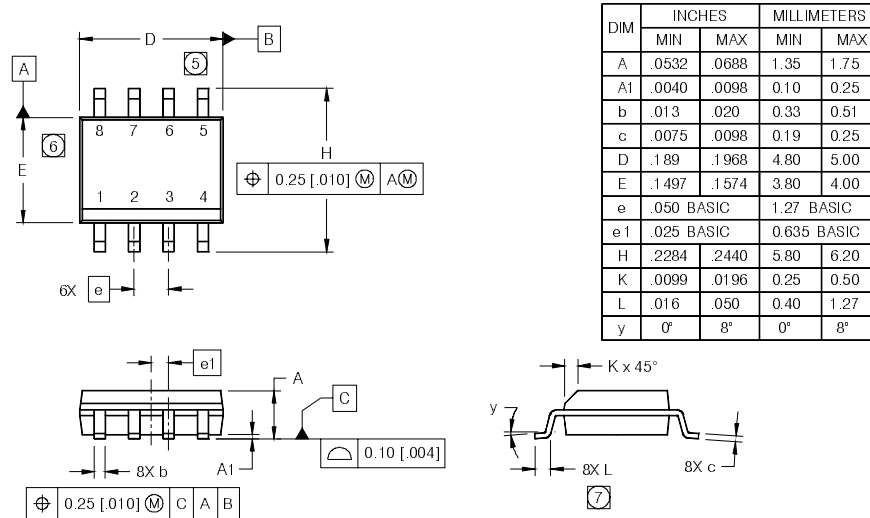 D
B
5
A
8 7 6 5
6
E
H
⌖ 0.25 [.010] Ⓜ A Ⓜ
1 2 3 4
6X e
DIM INCHES MILLIMETERS
MIN MAX MIN MAX
A .0532 .0688 1.35 1.75
A1 .0040 .0098 0.10 0.25
b .013 .020 0.33 0.51
c .0075 .0098 0.19 0.25
D .189 .1968 4.80 5.00
E .1497 .1574 3.80 4.00
e .050 BASIC 1.27 BASIC
e1 .025 BASIC 0.635 BASIC
H .2284 .2440 5.80 6.20
K .0099 .0196 0.25 0.50
L .016 .050 0.40 1.27
y 0° 8° 0° 8°
e1
A
C
A1
8X b
⌓ 0.10 [.004]
⌖ 0.25 [.010] Ⓜ C A B
K x 45°
y
8X L
8X c
7